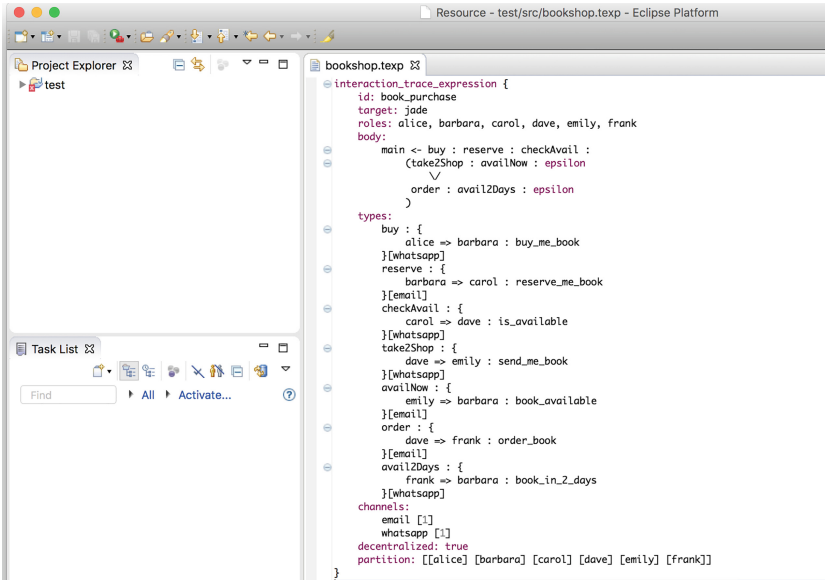 Resource - test/src/bookshop.texp - Eclipse Platform
Project Explorer
test
Task List
Find
All
Activate...
bookshop.texp
interaction_trace_expression {
id: book_purchase
target: jade
roles: alice, barbara, carol, dave, emily, frank
body:
main <- buy : reserve : checkAvail :
(take2Shop : availNow : epsilon
\/
order : avail2Days : epsilon
)
types:
buy : {
alice => barbara : buy_me_book
}[whatsapp]
reserve : {
barbara => carol : reserve_me_book
}[email]
checkAvail : {
carol => dave : is_available
}[whatsapp]
take2Shop : {
dave => emily : send_me_book
}[whatsapp]
availNow : {
emily => barbara : book_available
}[email]
order : {
dave => frank : order_book
}[email]
avail2Days : {
frank => barbara : book_in_2_days
}[whatsapp]
channels:
email [1]
whatsapp [1]
decentralized: true
partition: [[alice] [barbara] [carol] [dave] [emily] [frank]]
}